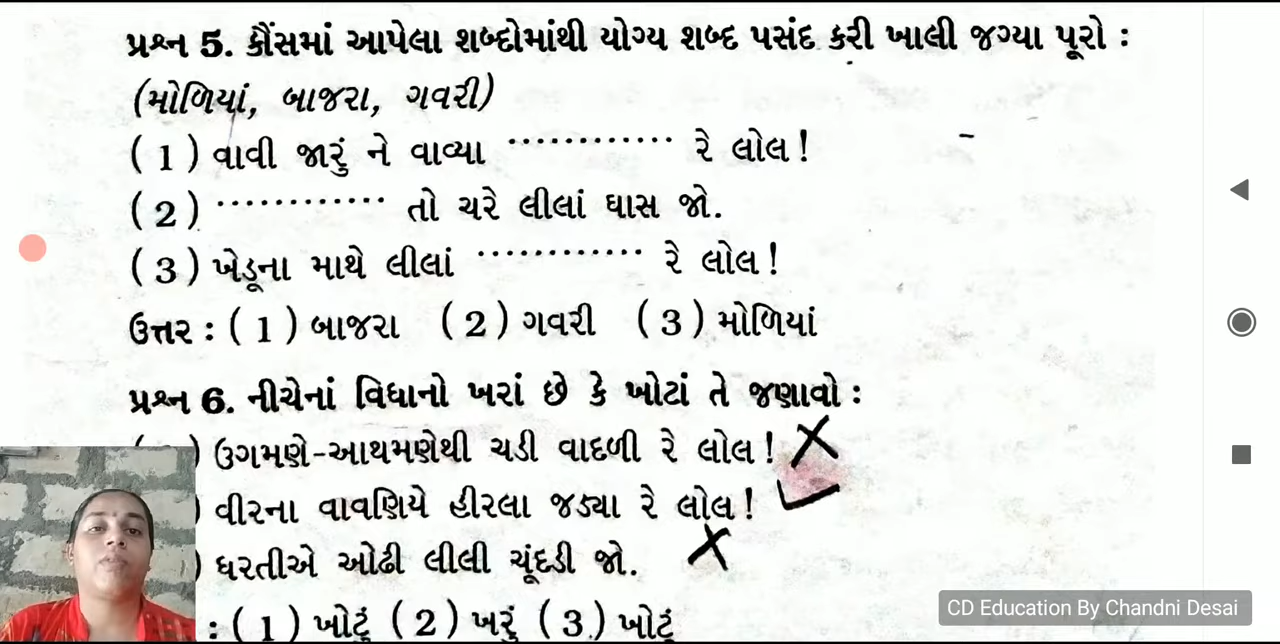 પ્રશ્ન 5. કૌંસમાં આપેલા શબ્દોમાંથી યોગ્ય શબ્દ પસંદ કરી ખાલી જગ્યા પૂરો :
(મોળિયાં, બાજરા, ગવરી)
(1) વાવી જારું ને વાવ્યા ············ રે લોલ!
(2) ············ તો ચરે લીલાં ઘાસ જો.
(3) ખેડૂના માથે લીલાં ············ રે લોલ!
ઉત્તર : (1) બાજરા (2) ગવરી (3) મોળિયાં
પ્રશ્ન 6. નીચેનાં વિધાનો ખરાં છે કે ખોટાં તે જણાવો :
) ઉગમણે-આથમણેથી ચડી વાદળી રે લોલ!
) વીરના વાવણિયે હીરલા જડ્યા રે લોલ!
) ધરતીએ ઓઢી લીલી ચૂંદડી જો.
: (1) ખોટું (2) ખરું (3) ખોટું
CD Education By Chandni Desai